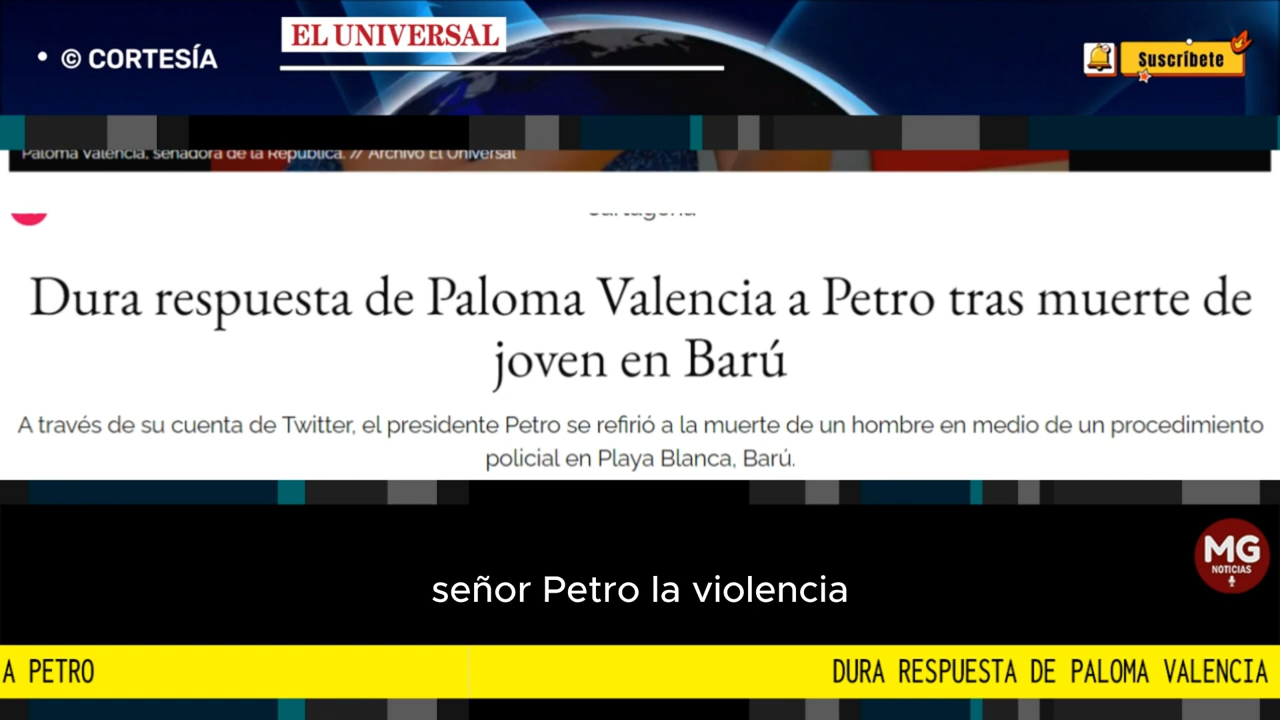 • © CORTESÍA
EL UNIVERSAL
Suscríbete
Paloma Valencia, senadora de la República. // Archivo El Universal
Cartagena
Dura respuesta de Paloma Valencia a Petro tras muerte de
joven en Barú
A través de su cuenta de Twitter, el presidente Petro se refirió a la muerte de un hombre en medio de un procedimiento
policial en Playa Blanca, Barú.
MG
NOTICIAS
señor Petro la violencia
A PETRO
DURA RESPUESTA DE PALOMA VALENCIA